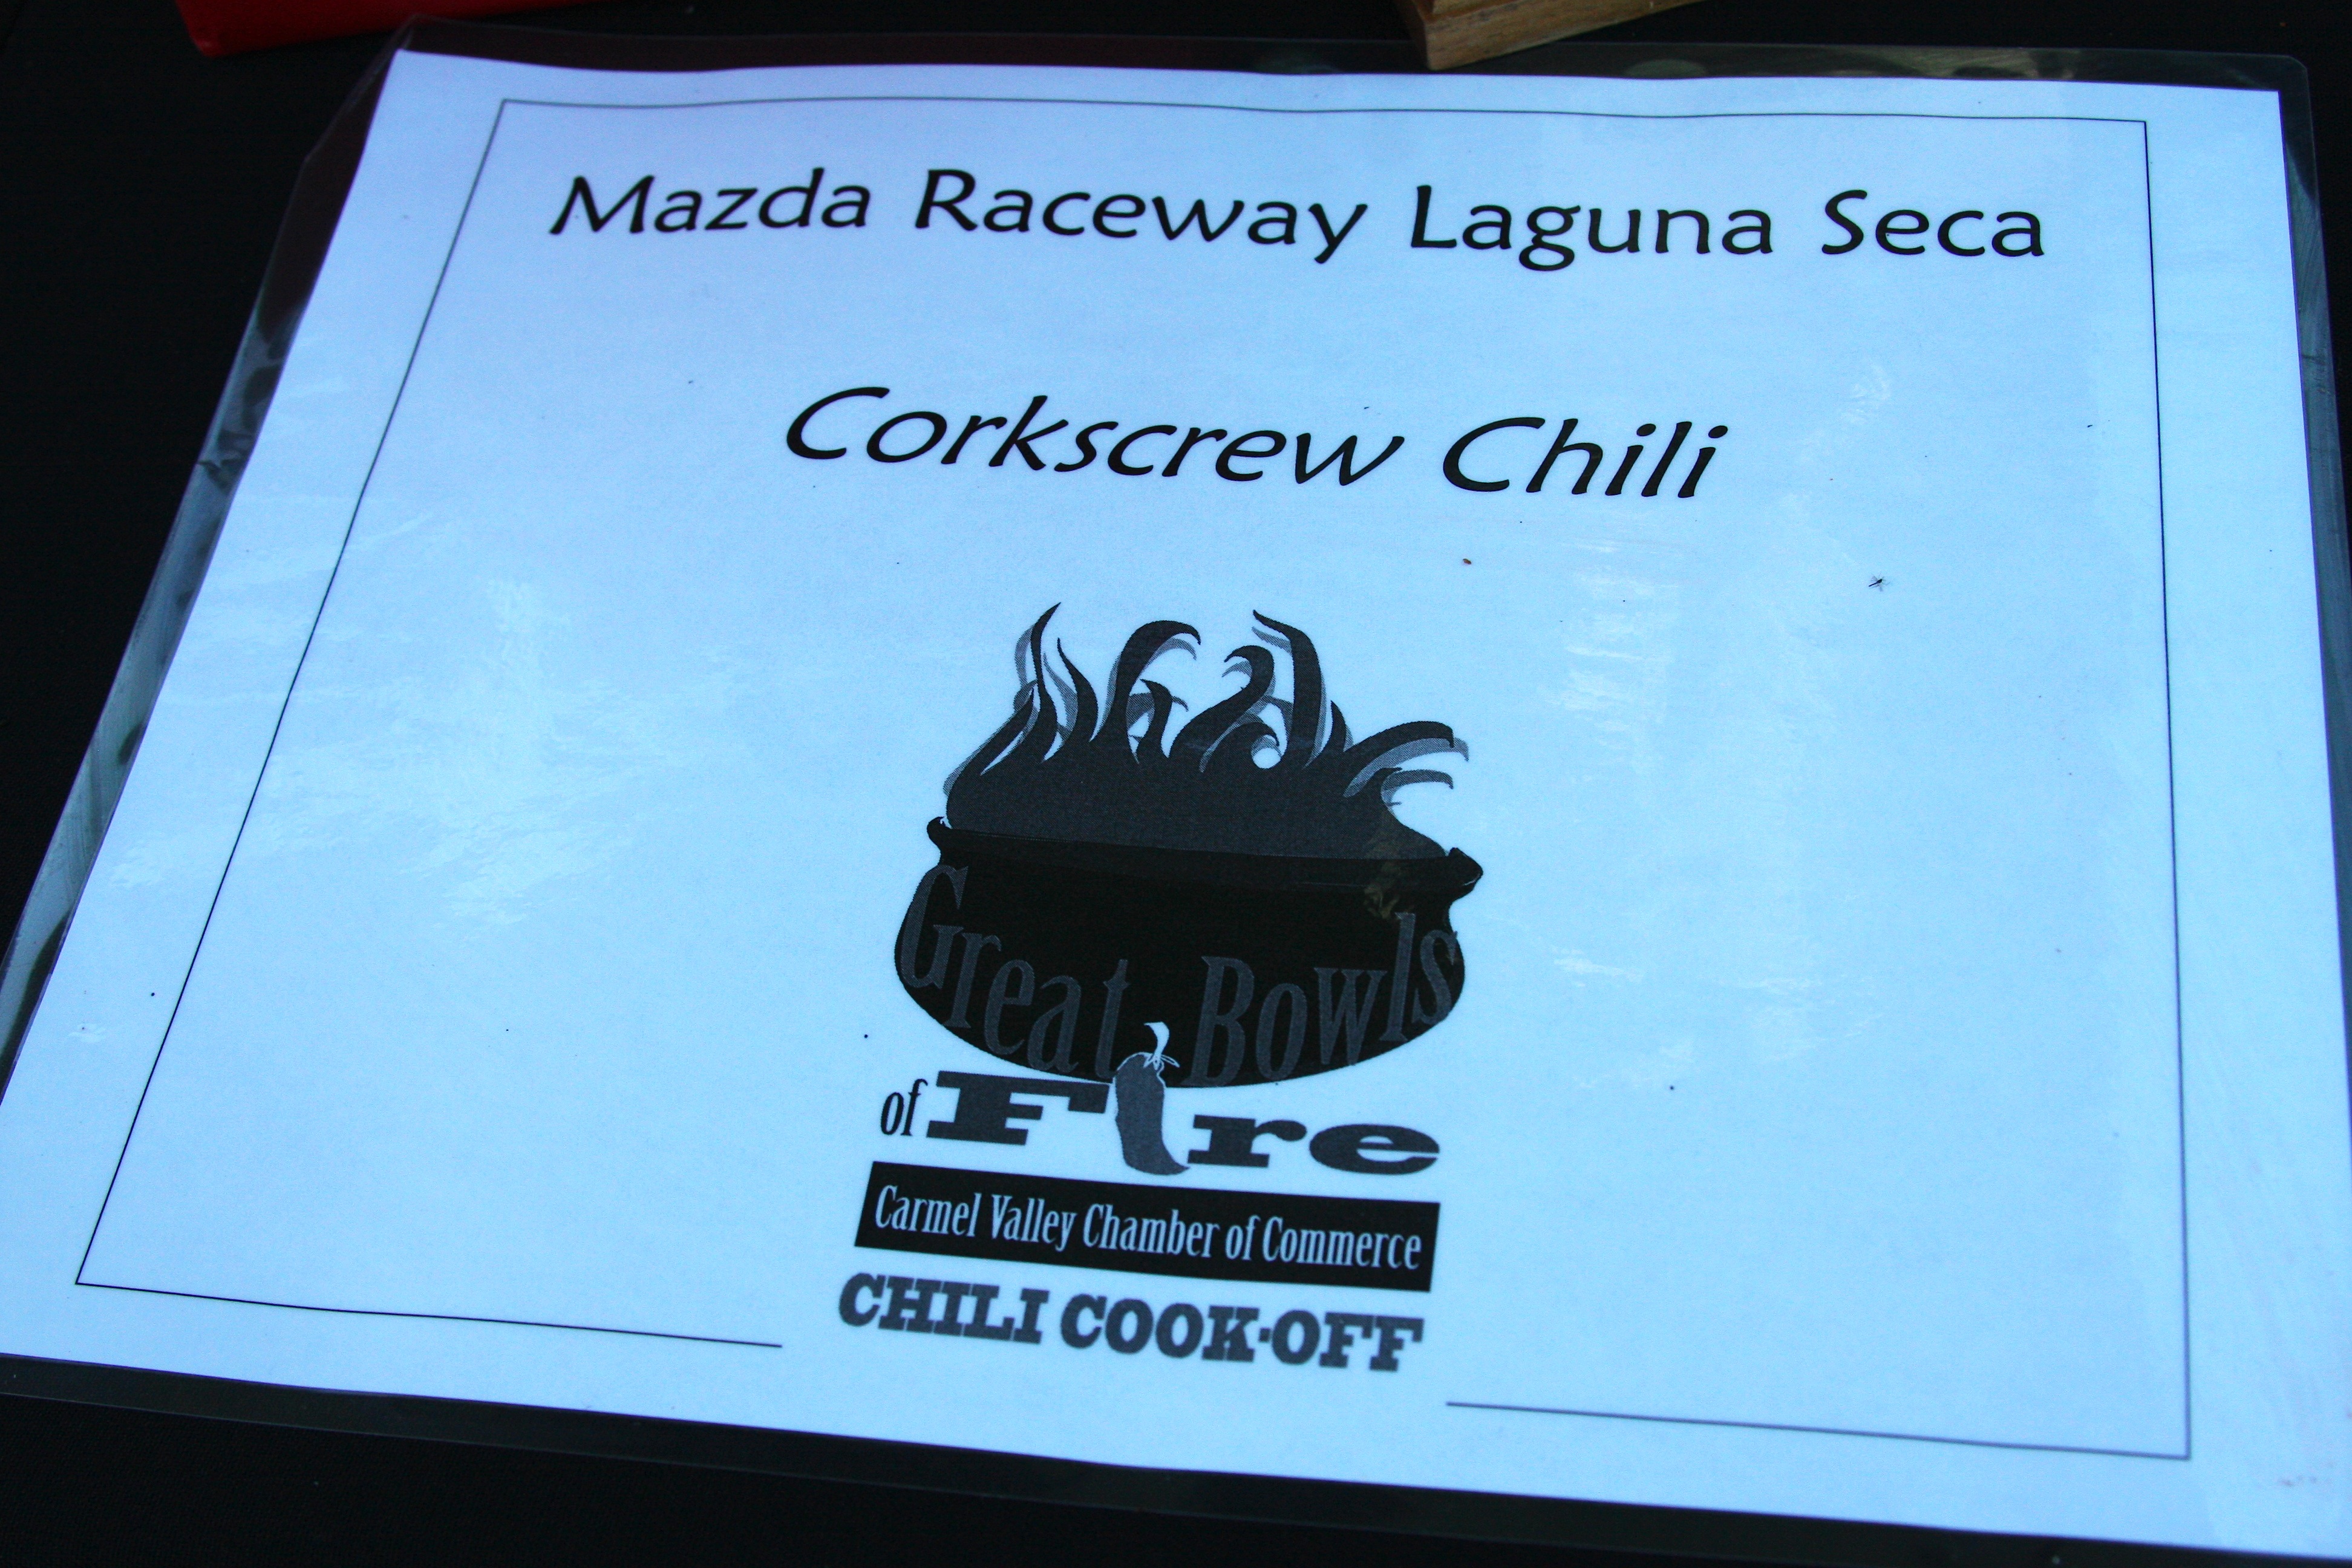 Mazda Raceway Laguna Seca
Corkscrew Chili
Great Bowls
of Fire
Carmel Valley Chamber of Commerce
CHILI COOK-OFF